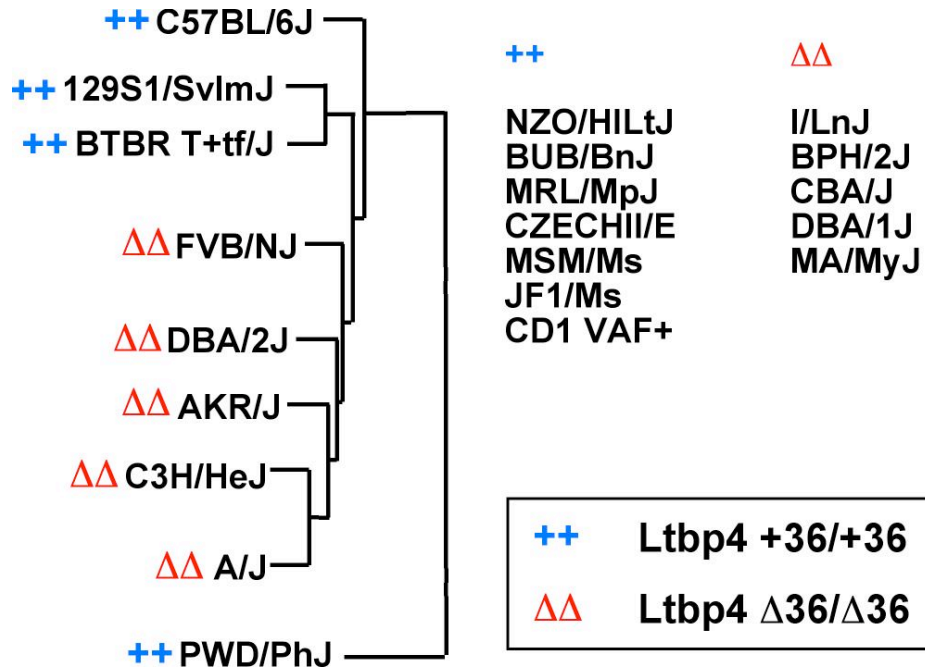 ++ C57BL/6J
++ 129S1/SvImJ
++ BTBR T+tf/J
ΔΔ FVB/NJ
ΔΔ DBA/2J
ΔΔ AKR/J
ΔΔ C3H/HeJ
ΔΔ A/J
++ PWD/PhJ
++
NZO/HILtJ
BUB/BnJ
MRL/MpJ
CZECHII/E
MSM/Ms
JF1/Ms
CD1 VAF+
ΔΔ
I/LnJ
BPH/2J
CBA/J
DBA/1J
MA/MyJ
++ Ltbp4 +36/+36
ΔΔ Ltbp4 Δ36/Δ36